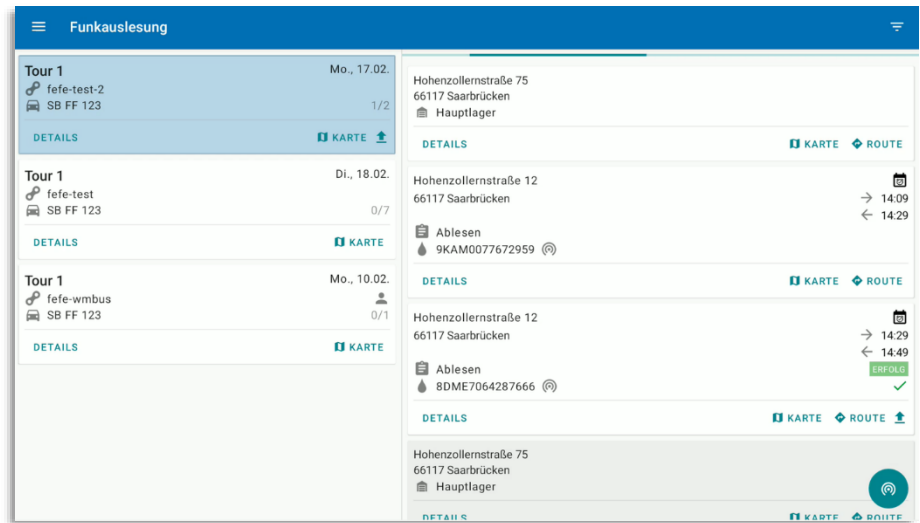 Funkauslesung
Tour 1 Mo., 17.02.
fefe-test-2
SB FF 123 1/2
DETAILS KARTE
Tour 1 Di., 18.02.
fefe-test
SB FF 123 0/7
DETAILS KARTE
Tour 1 Mo., 10.02.
fefe-wmbus
SB FF 123 0/1
DETAILS KARTE
Hohenzollernstraße 75
66117 Saarbrücken
Hauptlager
DETAILS KARTE ROUTE
Hohenzollernstraße 12
66117 Saarbrücken → 14:09
← 14:29
Ablesen
9KAM0077672959
DETAILS KARTE ROUTE
Hohenzollernstraße 12
66117 Saarbrücken → 14:29
← 14:49
Ablesen ERFOLG
8DME7064287666
DETAILS KARTE ROUTE
Hohenzollernstraße 75
66117 Saarbrücken
Hauptlager
DETAILS KARTE ROUTE